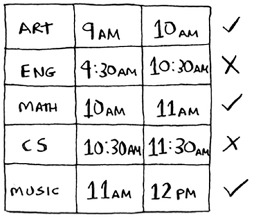 ART 9AM 10AM ✓
ENG 9:30AM 10:30AM ✗
MATH 10AM 11AM ✓
CS 10:30AM 11:30AM ✗
MUSIC 11AM 12PM ✓